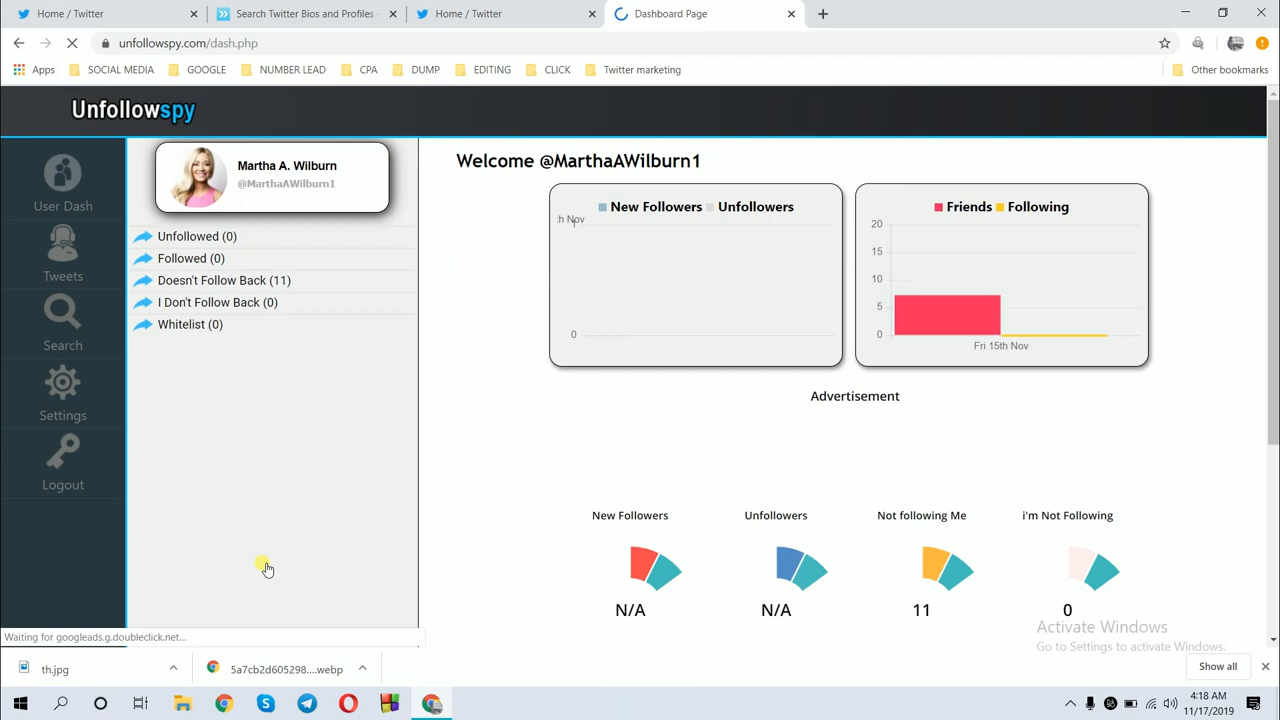 Home / Twitter
Search Twitter Bios and Profiles
Home / Twitter
Dashboard Page
unfollowspy.com/dash.php
Apps
SOCIAL MEDIA
GOOGLE
NUMBER LEAD
CPA
DUMP
EDITING
CLICK
Twitter marketing
Other bookmarks
Unfollowspy
User Dash
Tweets
Search
Settings
Logout
Martha A. Wilburn
@MarthaAWilburn1
Unfollowed (0)
Followed (0)
Doesn't Follow Back (11)
I Don't Follow Back (0)
Whitelist (0)
Welcome @MarthaAWilburn1
New Followers Unfollowers
:h Nov
0
Friends Following
20
15
10
5
0
Fri 15th Nov
Advertisement
New Followers
Unfollowers
Not following Me
i'm Not Following
N/A
N/A
11
0
Activate Windows
Go to Settings to activate Windows.
Waiting for googleads.g.doubleclick.net...
th.jpg
5a7cb2d605298....webp
Show all
4:18 AM
11/17/2019